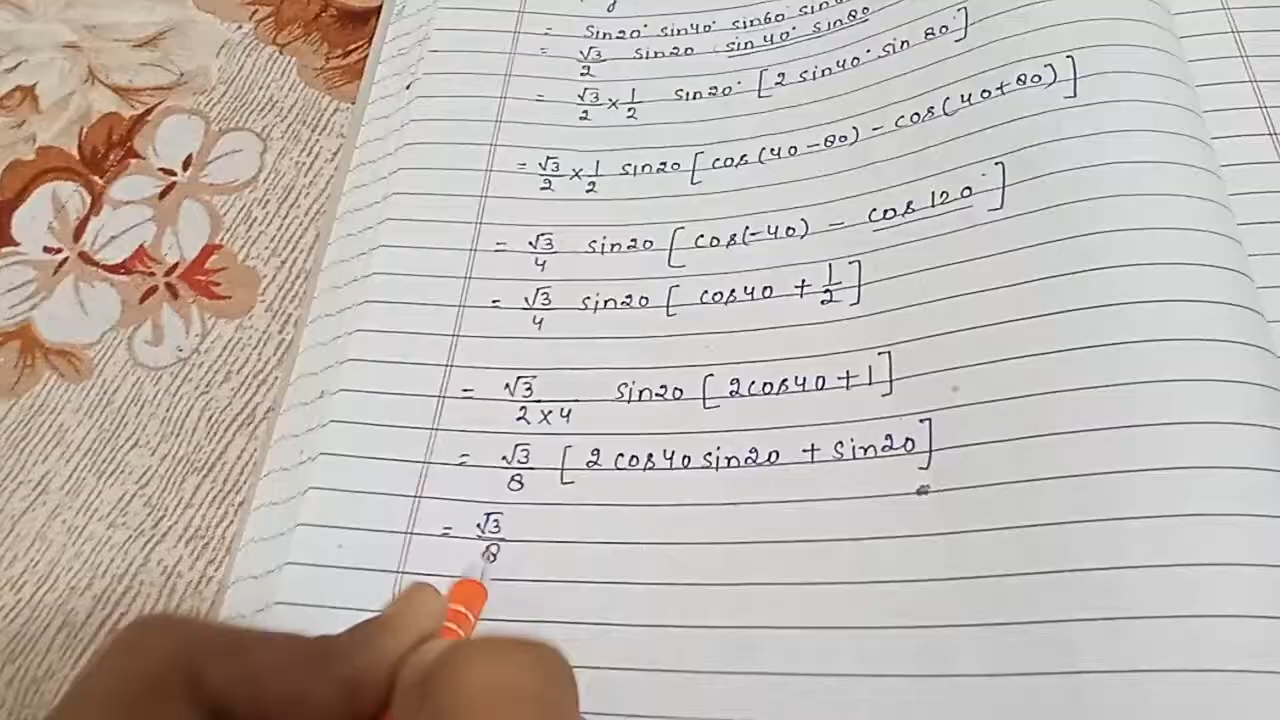 = sin20° sin40° sin60 sin
= √3/2 sin20 sin40° sin80
= √3/2 × 1/2 sin20° [2 sin40° sin 80°]
= √3/2 × 1/2 sin20 [cos(40-80) - cos(40+80)]
= √3/4 sin20 [cos(-40) - cos120°]
= √3/4 sin20 [cos40 + 1/2]
= √3/2×4 sin20 [2cos40+1]
= √3/8 [2 cos40 sin20 + sin20]
= √3/8